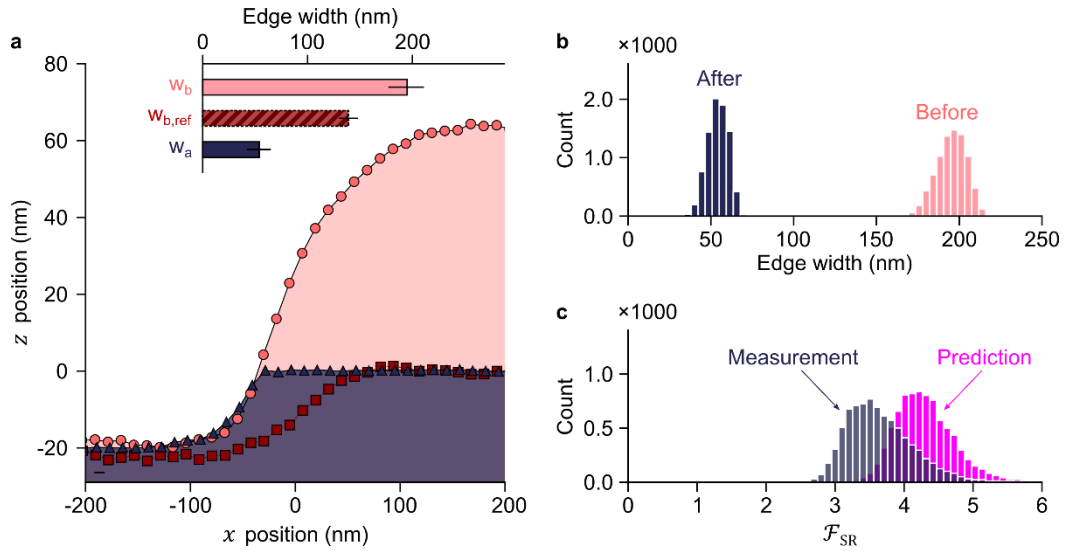 a
Edge width (nm)
0
100
200
w_b
w_b,ref
w_a
80
60
40
20
0
-20
z position (nm)
-200
-100
0
100
200
x position (nm)
b
×1000
After
Before
2.0
1.0
0.0
Count
0
50
100
150
200
250
Edge width (nm)
c
×1000
Measurement
Prediction
1.0
0.5
0.0
Count
0
1
2
3
4
5
6
ℱ_SR